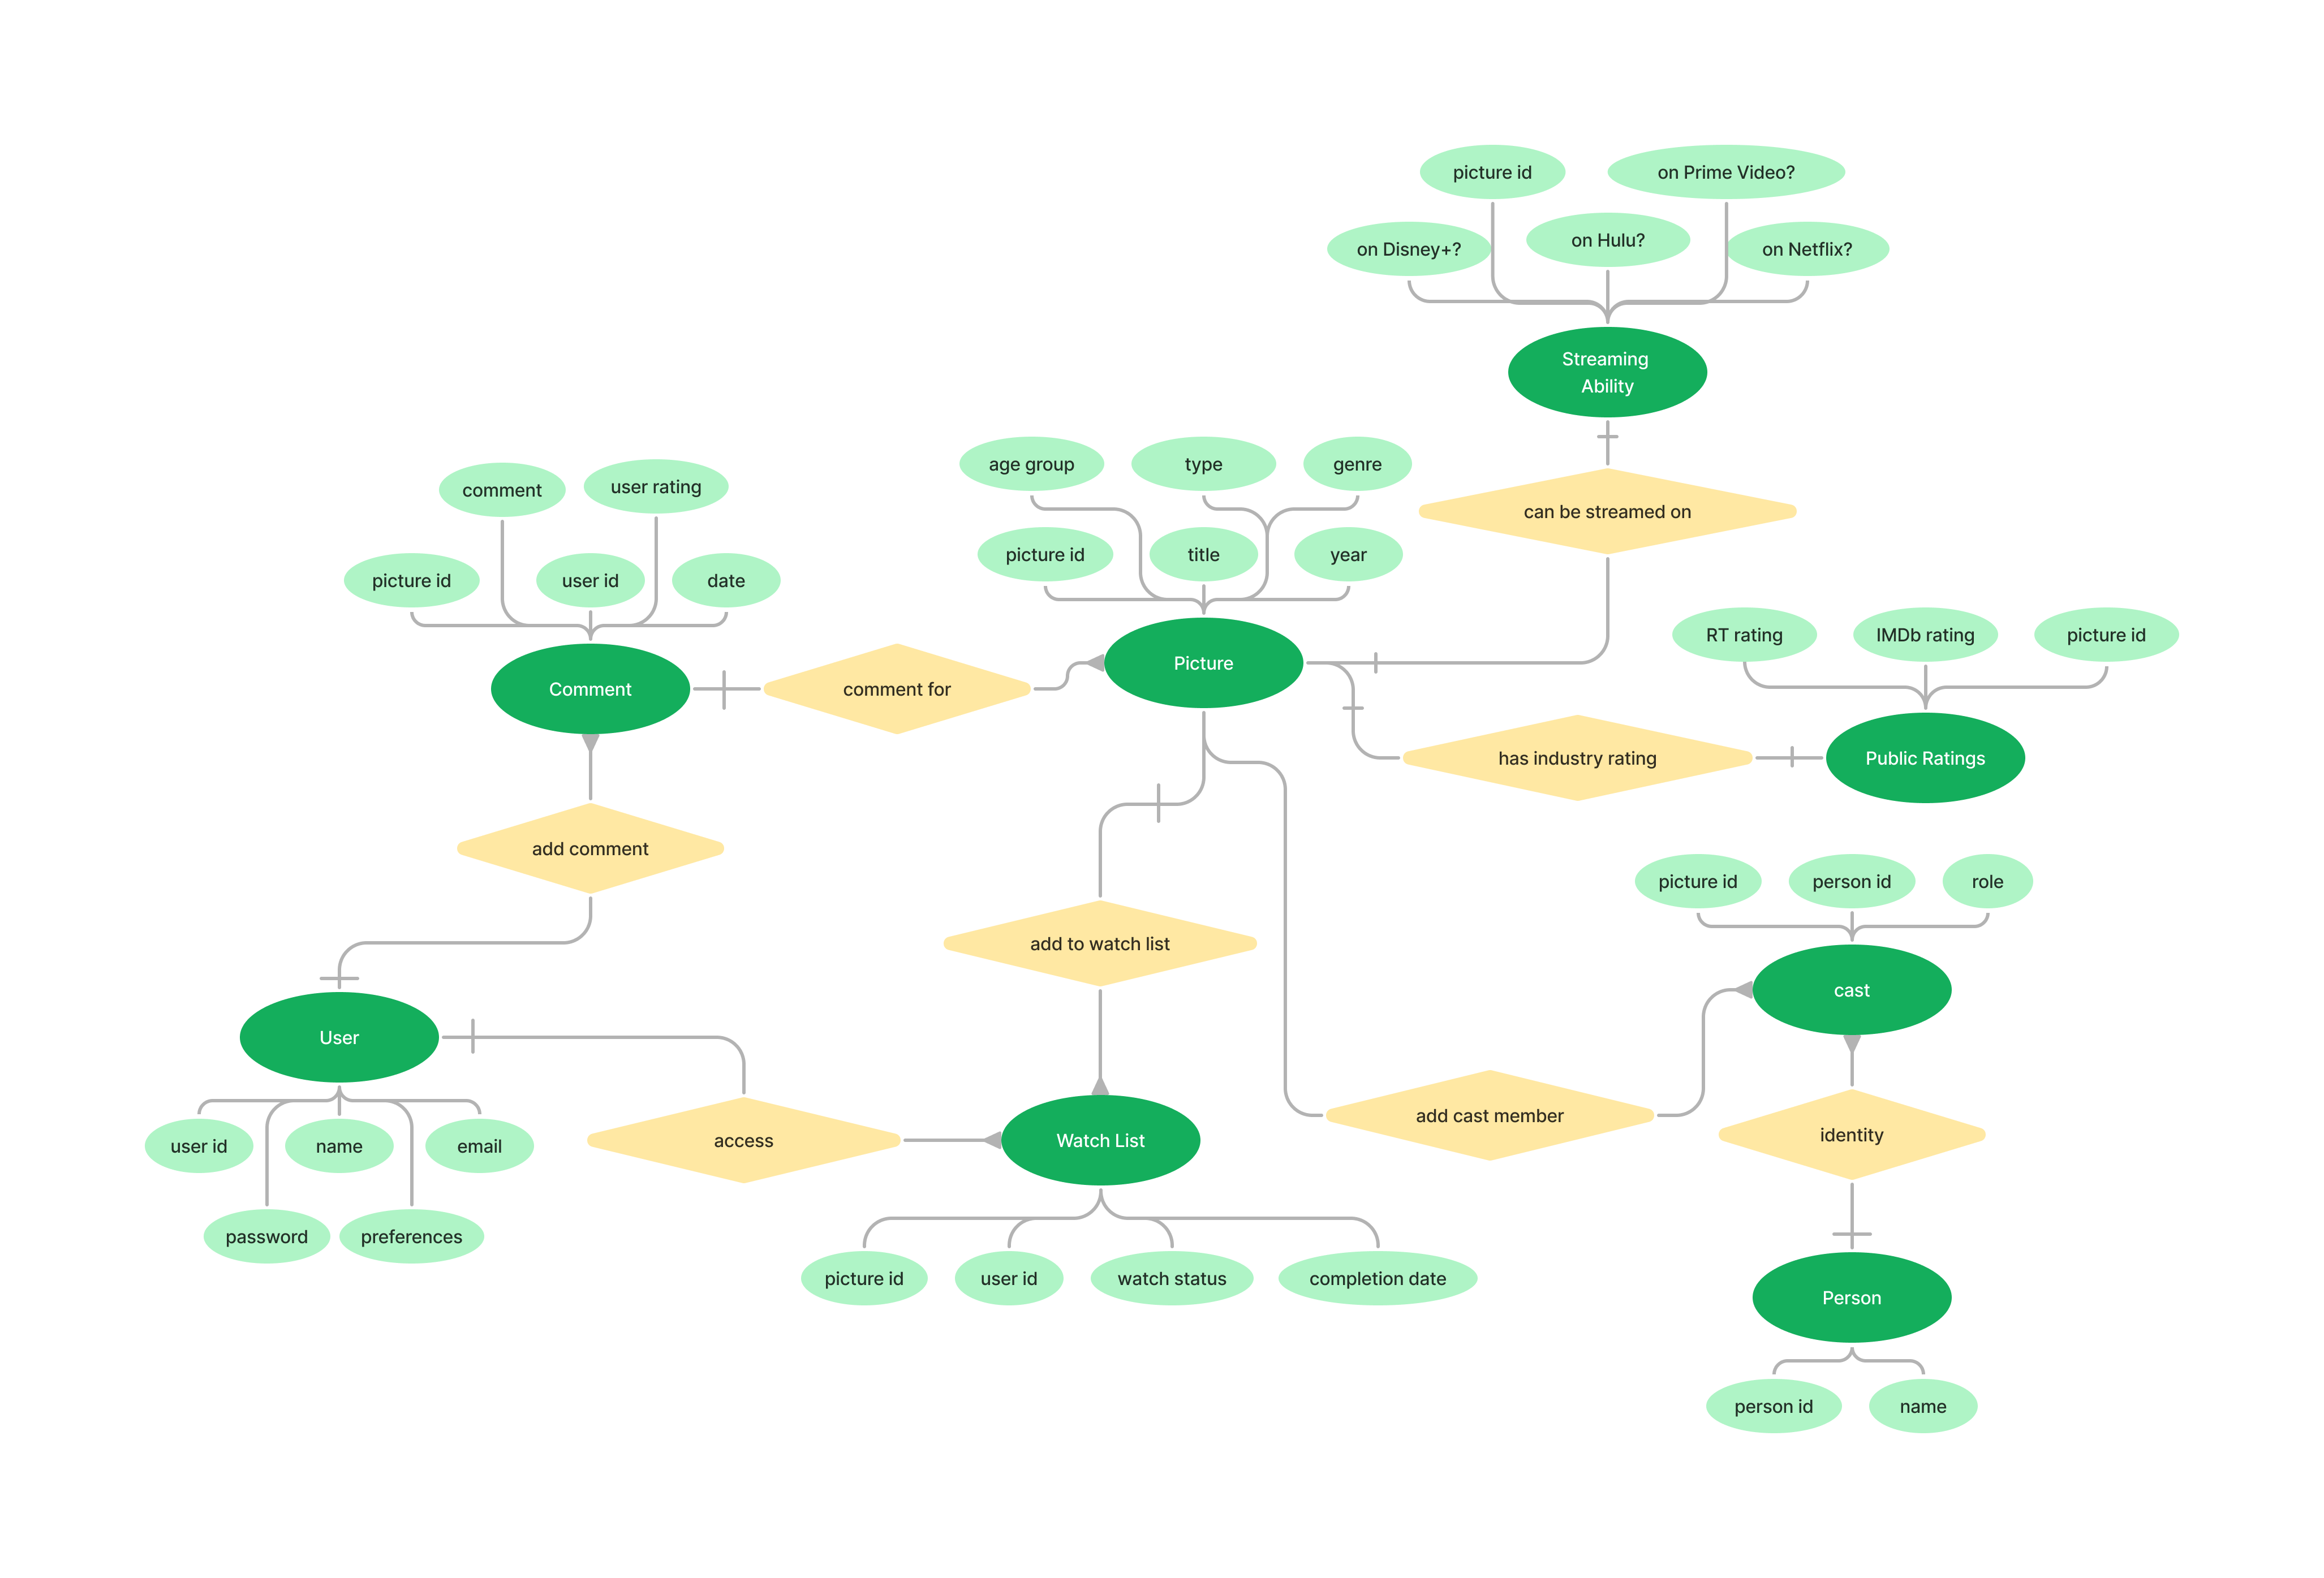 picture id
on Prime Video?
on Disney+?
on Hulu?
on Netflix?
Streaming
Ability
can be streamed on
age group
type
genre
picture id
title
year
Picture
comment
user rating
picture id
user id
date
Comment
comment for
RT rating
IMDb rating
picture id
has industry rating
Public Ratings
add comment
add to watch list
picture id
person id
role
cast
User
user id
name
email
password
preferences
access
Watch List
add cast member
identity
picture id
user id
watch status
completion date
Person
person id
name